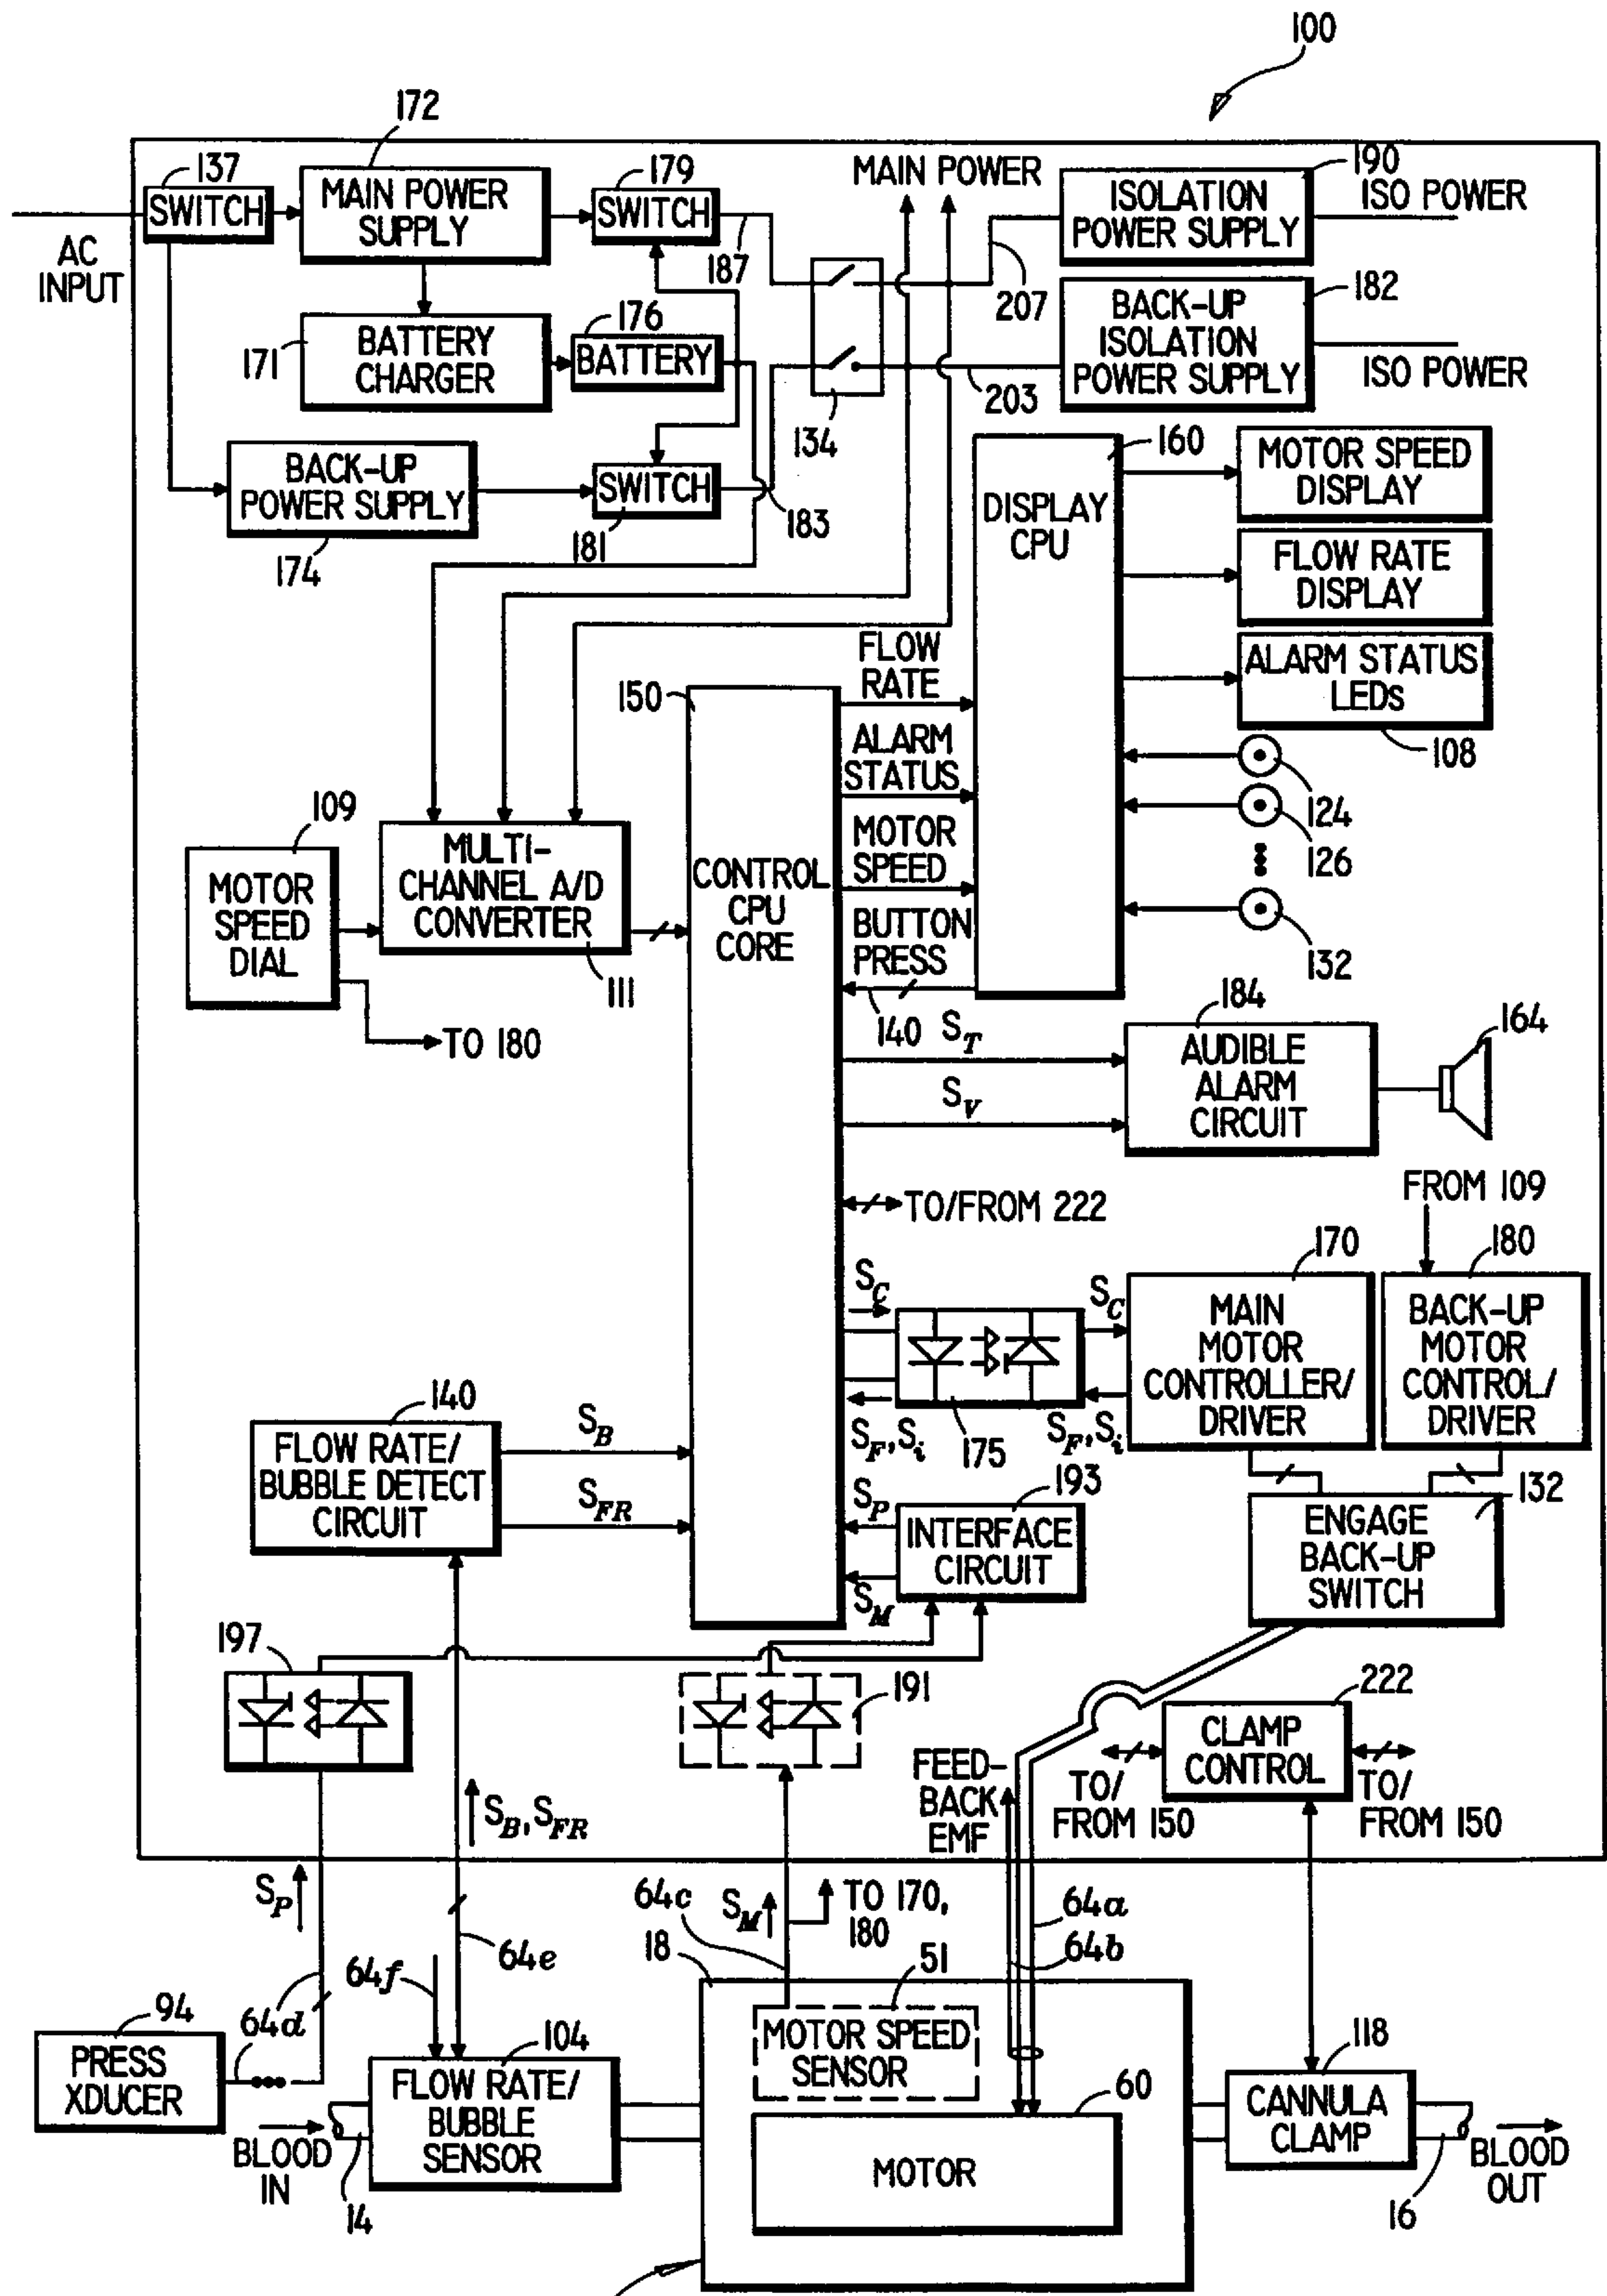 100
172
137
SWITCH
MAIN POWER
SUPPLY
179
SWITCH
187
MAIN POWER
ISOLATION
POWER SUPPLY
190
ISO POWER
AC
INPUT
207
BACK-UP
ISOLATION
POWER SUPPLY
182
ISO POWER
203
171
BATTERY
CHARGER
176
BATTERY
134
BACK-UP
POWER SUPPLY
174
SWITCH
181
183
160
DISPLAY
CPU
MOTOR SPEED
DISPLAY
FLOW RATE
DISPLAY
ALARM STATUS
LEDs
108
124
126
132
150
FLOW
RATE
ALARM
STATUS
MOTOR
SPEED
BUTTON
PRESS
140
109
MOTOR
SPEED
DIAL
MULTI-
CHANNEL A/D
CONVERTER
111
CONTROL
CPU
CORE
TO 180
S_T
S_V
184
AUDIBLE
ALARM
CIRCUIT
164
TO/FROM 222
FROM 109
170
180
S_C
S_C
MAIN
MOTOR
CONTROLLER/
DRIVER
BACK-UP
MOTOR
CONTROL/
DRIVER
S_F, S_i
175
S_F, S_i
140
FLOW RATE/
BUBBLE DETECT
CIRCUIT
S_B
S_FR
S_P
S_M
193
INTERFACE
CIRCUIT
132
ENGAGE
BACK-UP
SWITCH
197
191
222
CLAMP
CONTROL
TO/
FROM 150
TO/
FROM 150
FEED-
BACK
EMF
S_B, S_FR
S_P
S_M
64c
TO 170,
180
64a
64b
18
51
MOTOR SPEED
SENSOR
64e
64f
64d
94
PRESS
XDUCER
104
FLOW RATE/
BUBBLE
SENSOR
BLOOD
IN
14
60
MOTOR
118
CANNULA
CLAMP
16
BLOOD
OUT